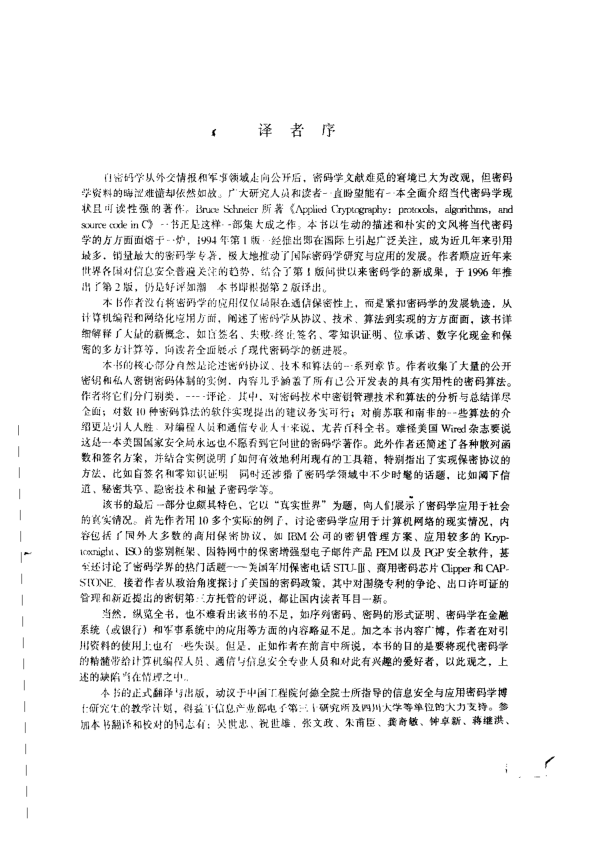 译 者 序
自密码学从外交情报和军事领域走向公开后，密码学文献难觅的窘境已大为改观，但密码
学资料的晦涩难懂却依然如故。广大研究人员和读者一直盼望能有一本全面介绍当代密码学现
状且可读性强的著作。Bruce Schneier 所著《Applied Cryptography: protocols, algorithms, and
source code in C》一书正是这样一部集大成之作。本书以生动的描述和朴实的文风将当代密码
学的方方面面熔于一炉，1994 年第 1 版一经推出即在国际上引起广泛关注，成为近几年来引用
最多，销量最大的密码学专著，极大地推动了国际密码学研究与应用的发展。作者顺应近年来
世界各国对信息安全普遍关注的趋势，结合了第 1 版问世以来密码学的新成果，于 1996 年推
出了第 2 版，仍是好评如潮 本书即根据第 2 版译出。
本书作者没有将密码学的应用仅仅局限在通信保密性上，而是紧扣密码学的发展轨迹，从
计算机编程和网络化应用方面，阐述了密码学从协议、技术、算法到实现的方方面面，该书详
细解释了大量的新概念，如盲签名、失败-终止签名、零知识证明、位承诺、数字化现金和保
密的多方计算等，向读者全面展示了现代密码学的新进展。
本书的核心部分自然是论述密码协议、技术和算法的一系列章节。作者收集了大量的公开
密钥和私人密钥密码体制的实例，内容几乎涵盖了所有已公开发表的具有实用性的密码算法。
作者将它们分门别类，一一评论。其中，对密码技术中密钥管理技术和算法的分析与总结详尽
全面；对数 10 种密码算法的软件实现提出的建议务实可行；对前苏联和南非的一些算法的介
绍更是引人入胜。对编程人员和通信专业人士来说，尤若百科全书。难怪美国 Wired 杂志要说
这是一本美国国家安全局永远也不愿看到它问世的密码学著作。此外作者还简述了各种散列函
数和签名方案，并结合实例说明了如何有效地利用现有的工具箱，特别指出了实现保密协议的
方法，比如盲签名和零知识证明 同时还涉猎了密码学领域中不少时髦的话题，比如阈下信
道、秘密共享、隐密技术和量子密码学等。
该书的最后一部分也颇具特色，它以“真实世界”为题，向人们展示了密码学应用于社会
的真实情况。首先作者用 10 多个实际的例子，讨论密码学应用于计算机网络的现实情况，内
容包括了国外大多数的商用保密协议，如 IBM 公司的密钥管理方案、应用较多的 Kryp-
toknight、ISO 的鉴别框架、因特网中的保密增强型电子邮件产品 PEM 以及 PGP 安全软件，甚
至还讨论了密码学界的热门话题——美国军用保密电话 STU-Ⅲ、商用密码芯片 Clipper 和 CAP-
STONE。接着作者从政治角度探讨了美国的密码政策，其中对围绕专利的争论、出口许可证的
管理和新近提出的密钥第三方托管的评说，都让国内读者耳目一新。
当然，纵览全书，也不难看出该书的不足，如序列密码、密码的形式证明、密码学在金融
系统（或银行）和军事系统中的应用等方面的内容略显不足。加之本书内容广博，作者在对引
用资料的使用上也有一些失误。但是，正如作者在前言中所说，本书的目的是要将现代密码学
的精髓带给计算机编程人员、通信与信息安全专业人员和对此有兴趣的爱好者，以此观之，上
述的缺陷当在情理之中。
本书的正式翻译与出版，动议于中国工程院何德全院士所指导的信息安全与应用密码学博
士研究生的教学计划，得益于信息产业部电子第三十研究所及四川大学等单位的大力支持。参
加本书翻译和校对的同志有：吴世忠、祝世雄、张文政、朱甫臣、龚奇敏、钟卓新、蒋继洪、